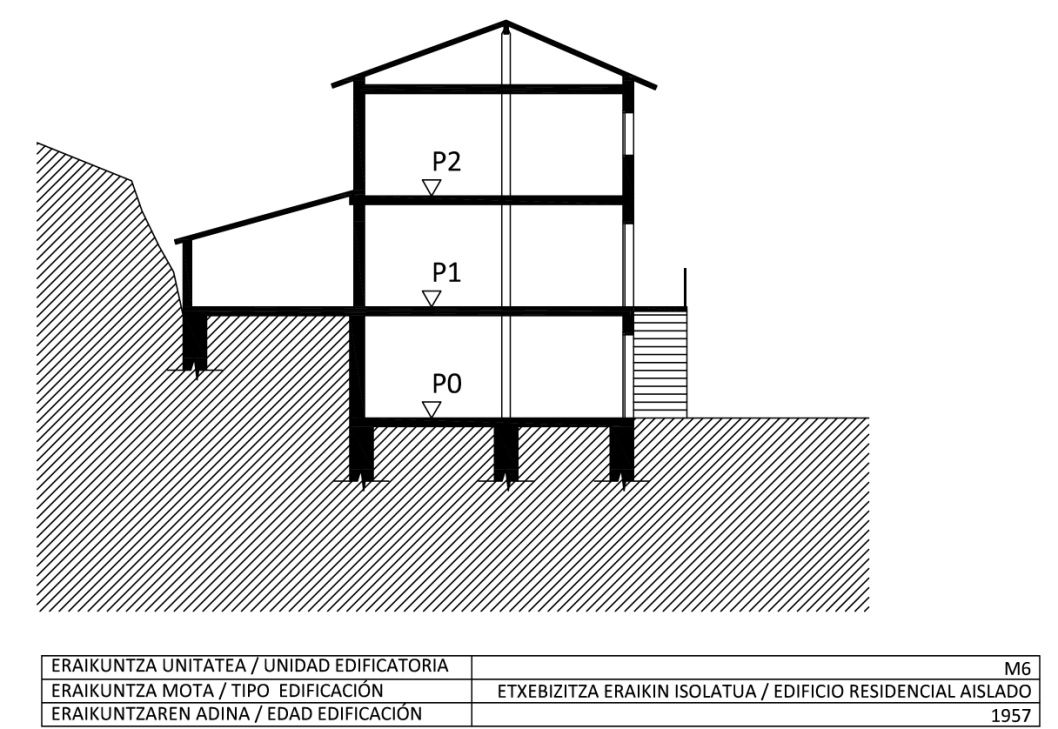 P2
P1
P0
ERAIKUNTZA UNITATEA / UNIDAD EDIFICATORIA M6
ERAIKUNTZA MOTA / TIPO EDIFICACIÓN ETXEBIZITZA ERAIKIN ISOLATUA / EDIFICIO RESIDENCIAL AISLADO
ERAIKUNTZAREN ADINA / EDAD EDIFICACIÓN 1957